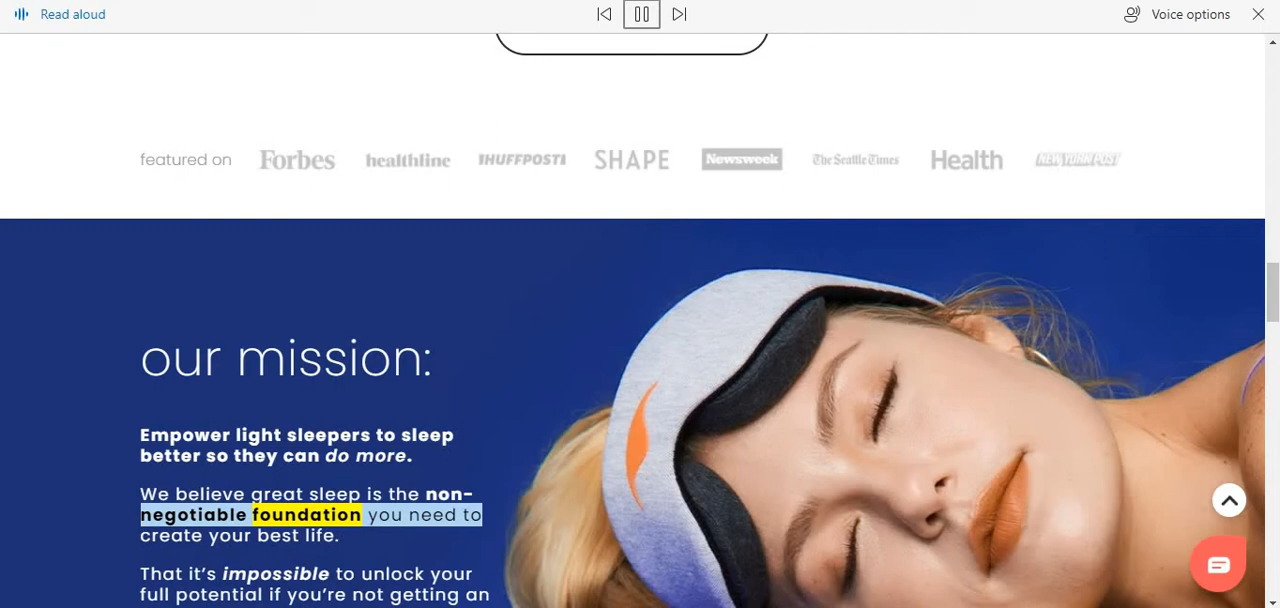 Read aloud
Voice options
featured on Forbes healthline HUFFPOST SHAPE Newsweek The Seattle Times Health NEW YORK POST
our mission:
Empower light sleepers to sleep
better so they can do more.
We believe great sleep is the non-
negotiable foundation you need to
create your best life.
That it's impossible to unlock your
full potential if you're not getting an